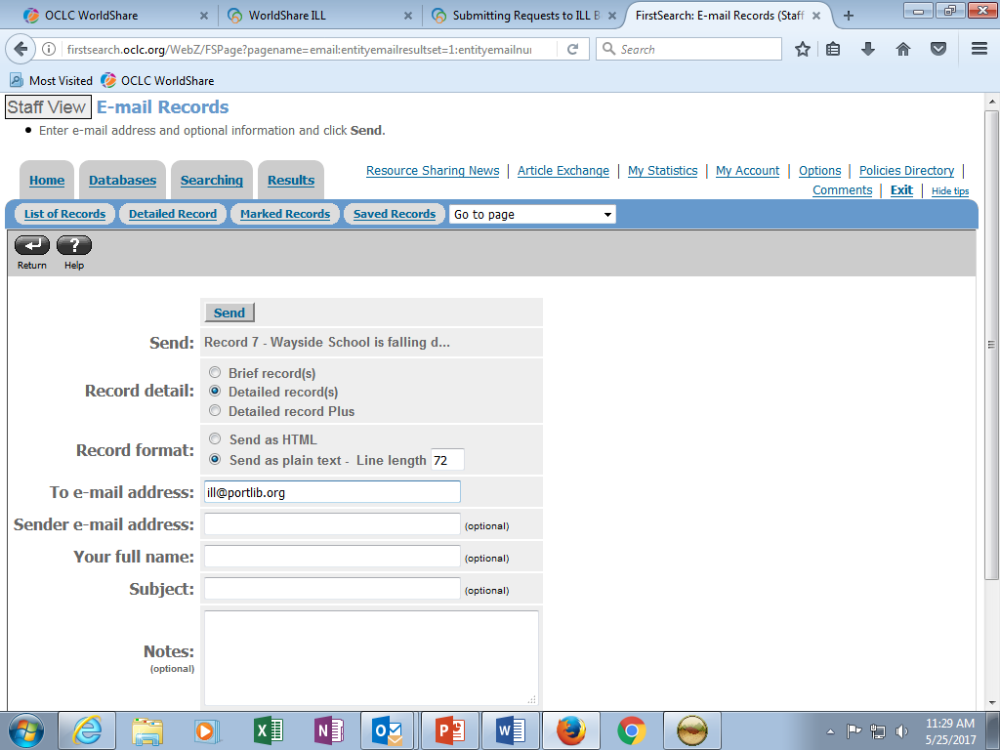 OCLC WorldShare
WorldShare ILL
Submitting Requests to ILL B
FirstSearch: E-mail Records (Staff
firstsearch.oclc.org/WebZ/FSPage?pagename=email:entityemailresultset=1:entityemailnu
Search
Most Visited OCLC WorldShare
Staff View E-mail Records
• Enter e-mail address and optional information and click Send.
Home Databases Searching Results
Resource Sharing News | Article Exchange | My Statistics | My Account | Options | Policies Directory |
Comments | Exit | Hide tips
List of Records Detailed Record Marked Records Saved Records Go to page
Return Help
Send
Send: Record 7 - Wayside School is falling d...
Record detail: Brief record(s)
Detailed record(s)
Detailed record Plus
Record format: Send as HTML
Send as plain text - Line length 72
To e-mail address: ill@portlib.org
Sender e-mail address: (optional)
Your full name: (optional)
Subject: (optional)
Notes:
(optional)
11:29 AM
5/25/2017